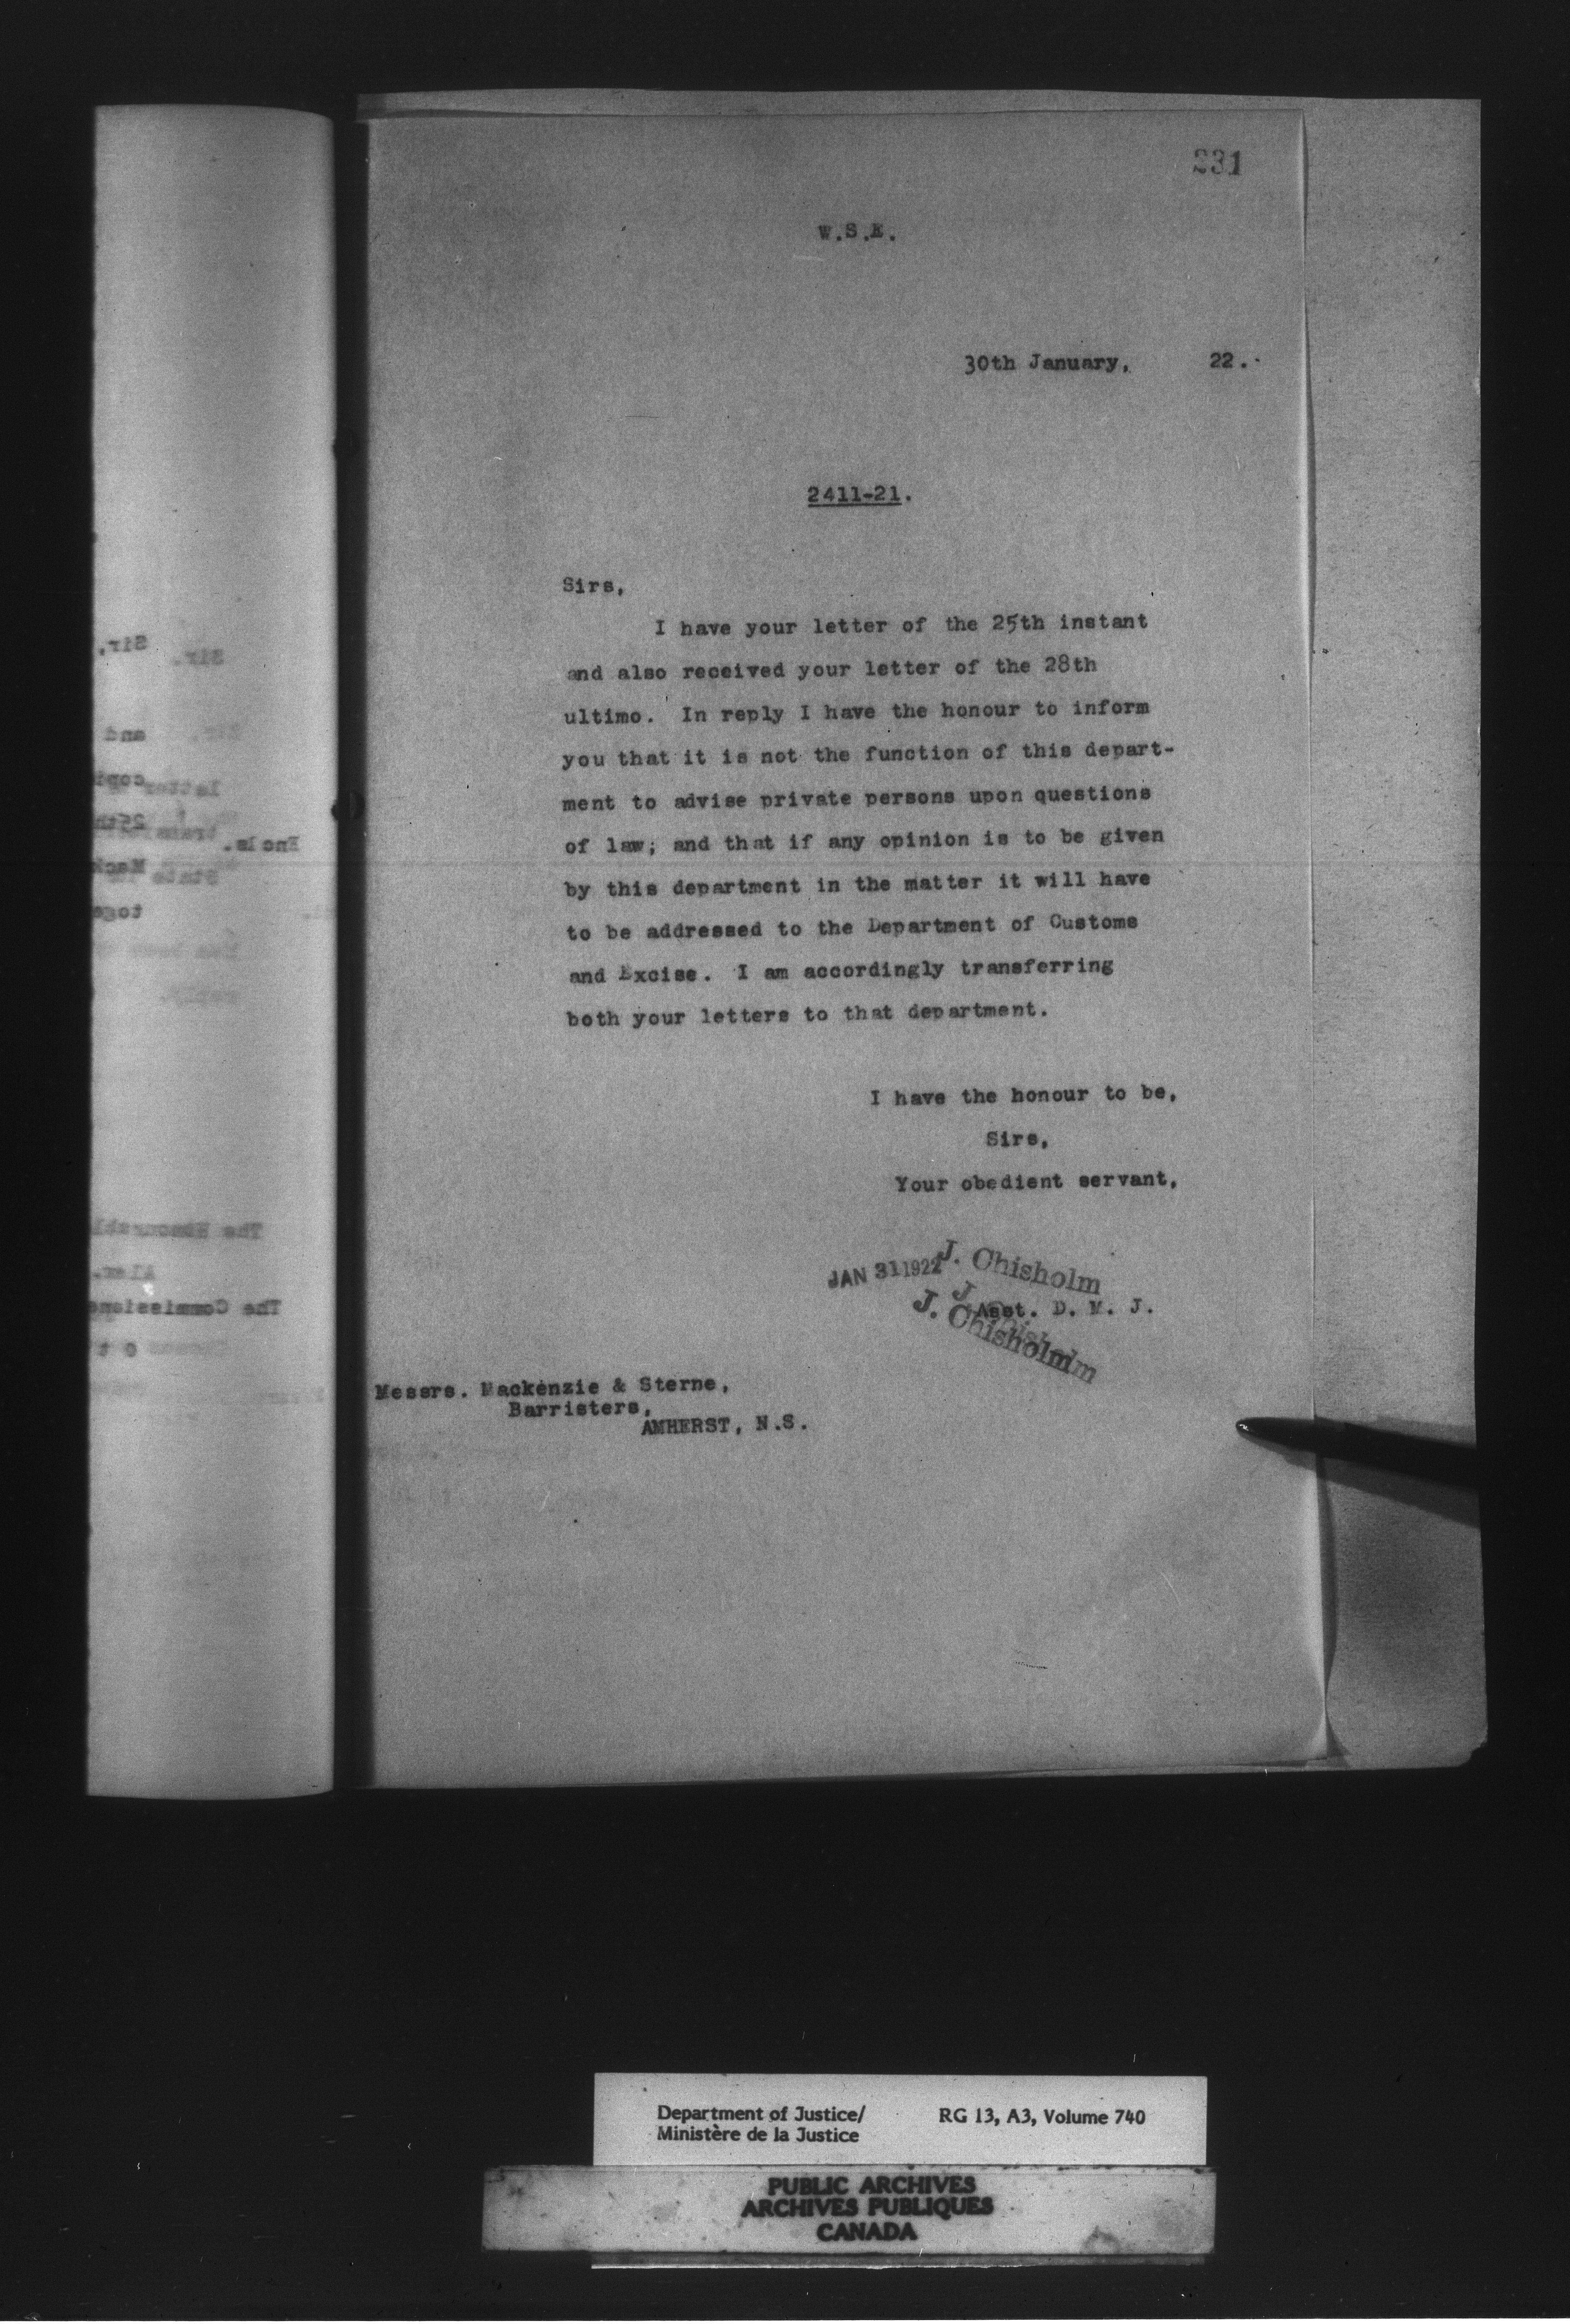 231
W.S.E.
30th January, 22.
2411-21.
Sirs,
I have your letter of the 25th instant
and also received your letter of the 28th
ultimo. In reply I have the honour to inform
you that it is not the function of this depart-
ment to advise private persons upon questions
of law; and that if any opinion is to be given
by this department in the matter it will have
to be addressed to the Department of Customs
and Excise. I am accordingly transferring
both your letters to that department.
I have the honour to be,
Sirs,
Your obedient servant,
JAN 31 1922 J. Chisholm
Asst. D. M. J.
J. Chisholm
Messrs. Mackenzie & Sterne,
Barristers,
AMHERST, N.S.
Department of Justice/ RG 13, A3, Volume 740
Ministère de la Justice
PUBLIC ARCHIVES
ARCHIVES PUBLIQUES
CANADA